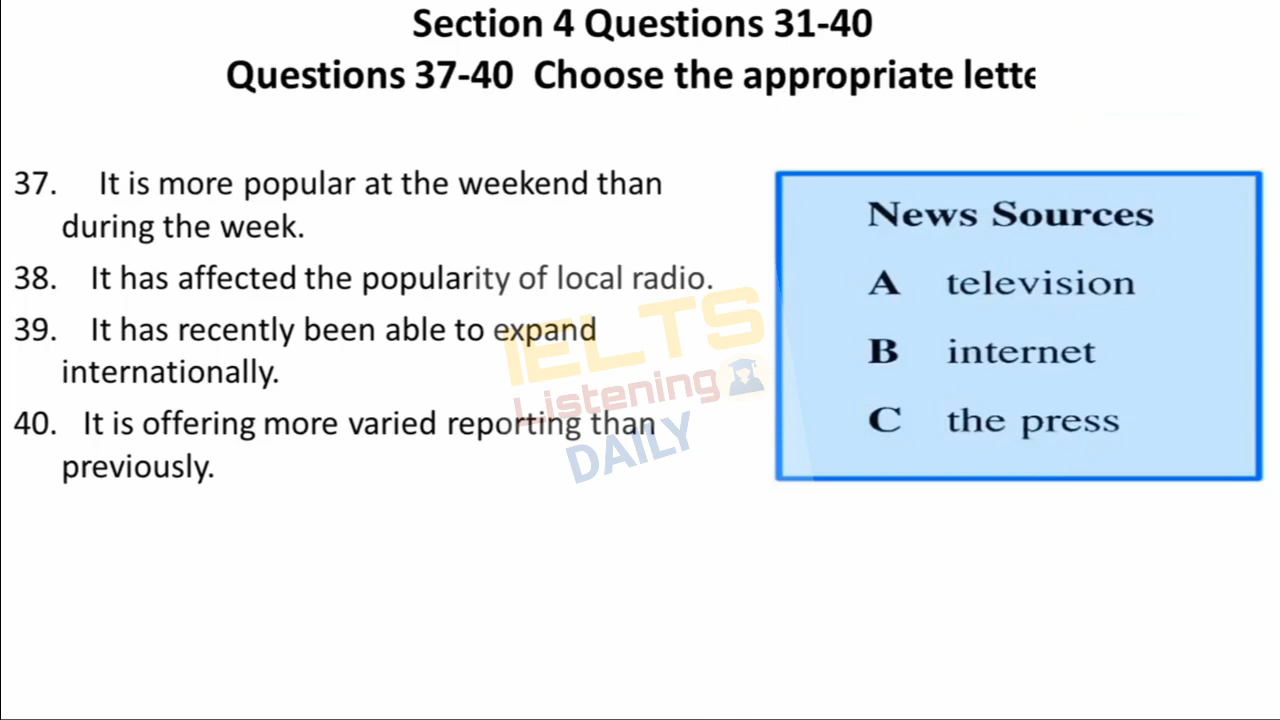 Section 4 Questions 31-40
Questions 37-40 Choose the appropriate lette
37. It is more popular at the weekend than
during the week.
38. It has affected the popularity of local radio.
39. It has recently been able to expand
internationally.
40. It is offering more varied reporting than
previously.
News Sources
A television
B internet
C the press
IELTS
Listening
DAILY